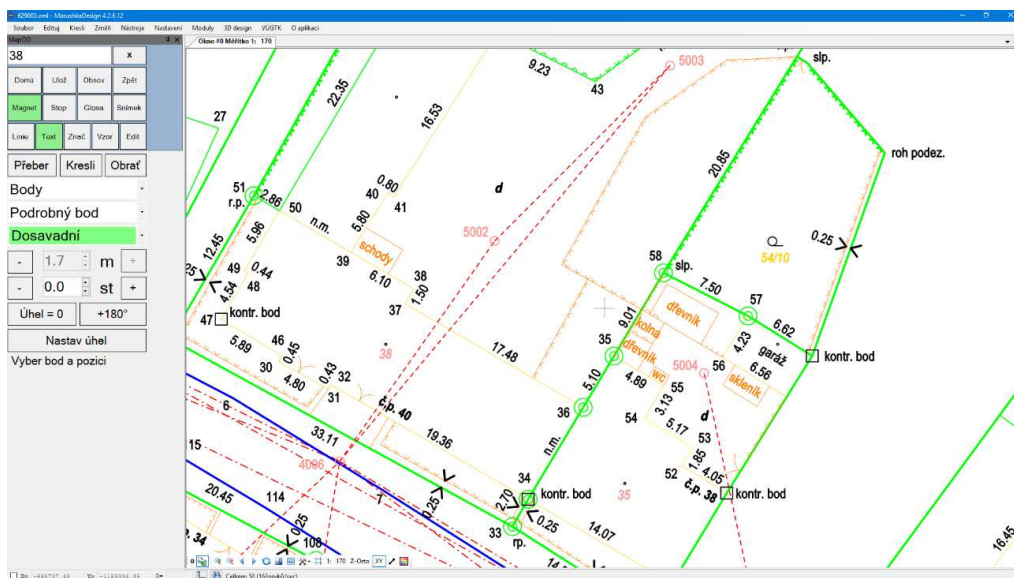 629003.vml - MarushkaDesign 4.2.6.12
Soubor Edituj Kresli Změň Nástroje Nastavení Moduly 3D design VÚGTK O aplikaci
MapOO
Okno #0 Měřítko 1: 170
38 x
Domů Ulož Obnov Zpět
Magnet Stop Glosa Snímek
Linie Text Znač Vzor Edit
Přeber Kresli Obrať
Body
Podrobný bod
Dosavadní
- 1.7 m +
- 0.0 st +
Úhel = 0 +180°
Nastav úhel
Vyber bod a pozici
9.23
43
5003
slp.
27
22.35
16.53
20.85
roh podez.
51
r.p.
2.86
50
0.80
40
41
d
5.80
n.m.
schody
5002
0.25
54/10
12.45
5.96
39
6.10
38
1.50
37
58
slp.
7.50
57
49
0.44
48
4.54
47
kontr. bod
dřevník
9.01
kolna
dřevník
6.62
4.23
garáž
kontr. bod
5.89
46
0.45
30
4.80
0.43
32
31
38
17.48
35
4.89
wc
5004
56
6.56
skleník
55
5.10
3.13
54
36
5.17
d
53
č.p. 40
6
33.11
19.36
n.m.
1.85
52
4.05
č.p. 38
kontr. bod
15
4006
34
kontr. bod
35
20.45
114
7
0.25
2.70
0.25
33
rp.
14.07
16.45
0.25
108
1: 170 Z-Orto XY
Celkem 50 (163prvků/sec)